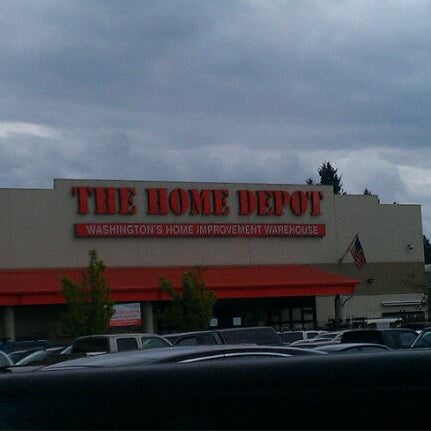 THE HOME DEPOT
WASHINGTON'S HOME IMPROVEMENT WAREHOUSE